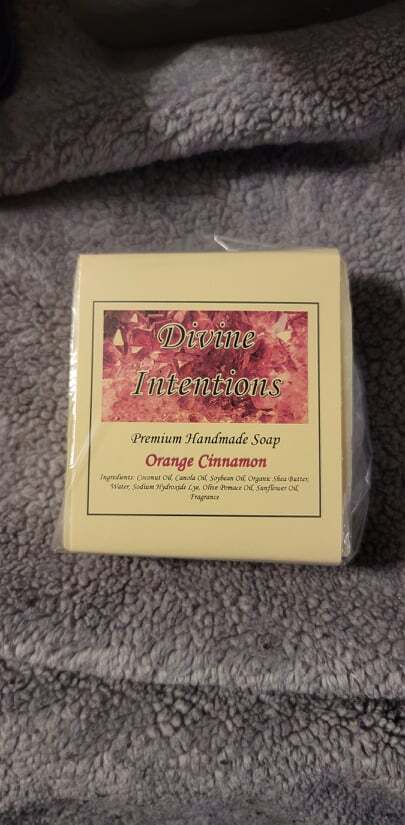 Divine
Intentions
Premium Handmade Soap
Orange Cinnamon
Ingredients: Coconut Oil, Canola Oil, Soybean Oil, Organic Shea Butter,
Water, Sodium Hydroxide Lye, Olive Pomace Oil, Sunflower Oil,
Fragrance